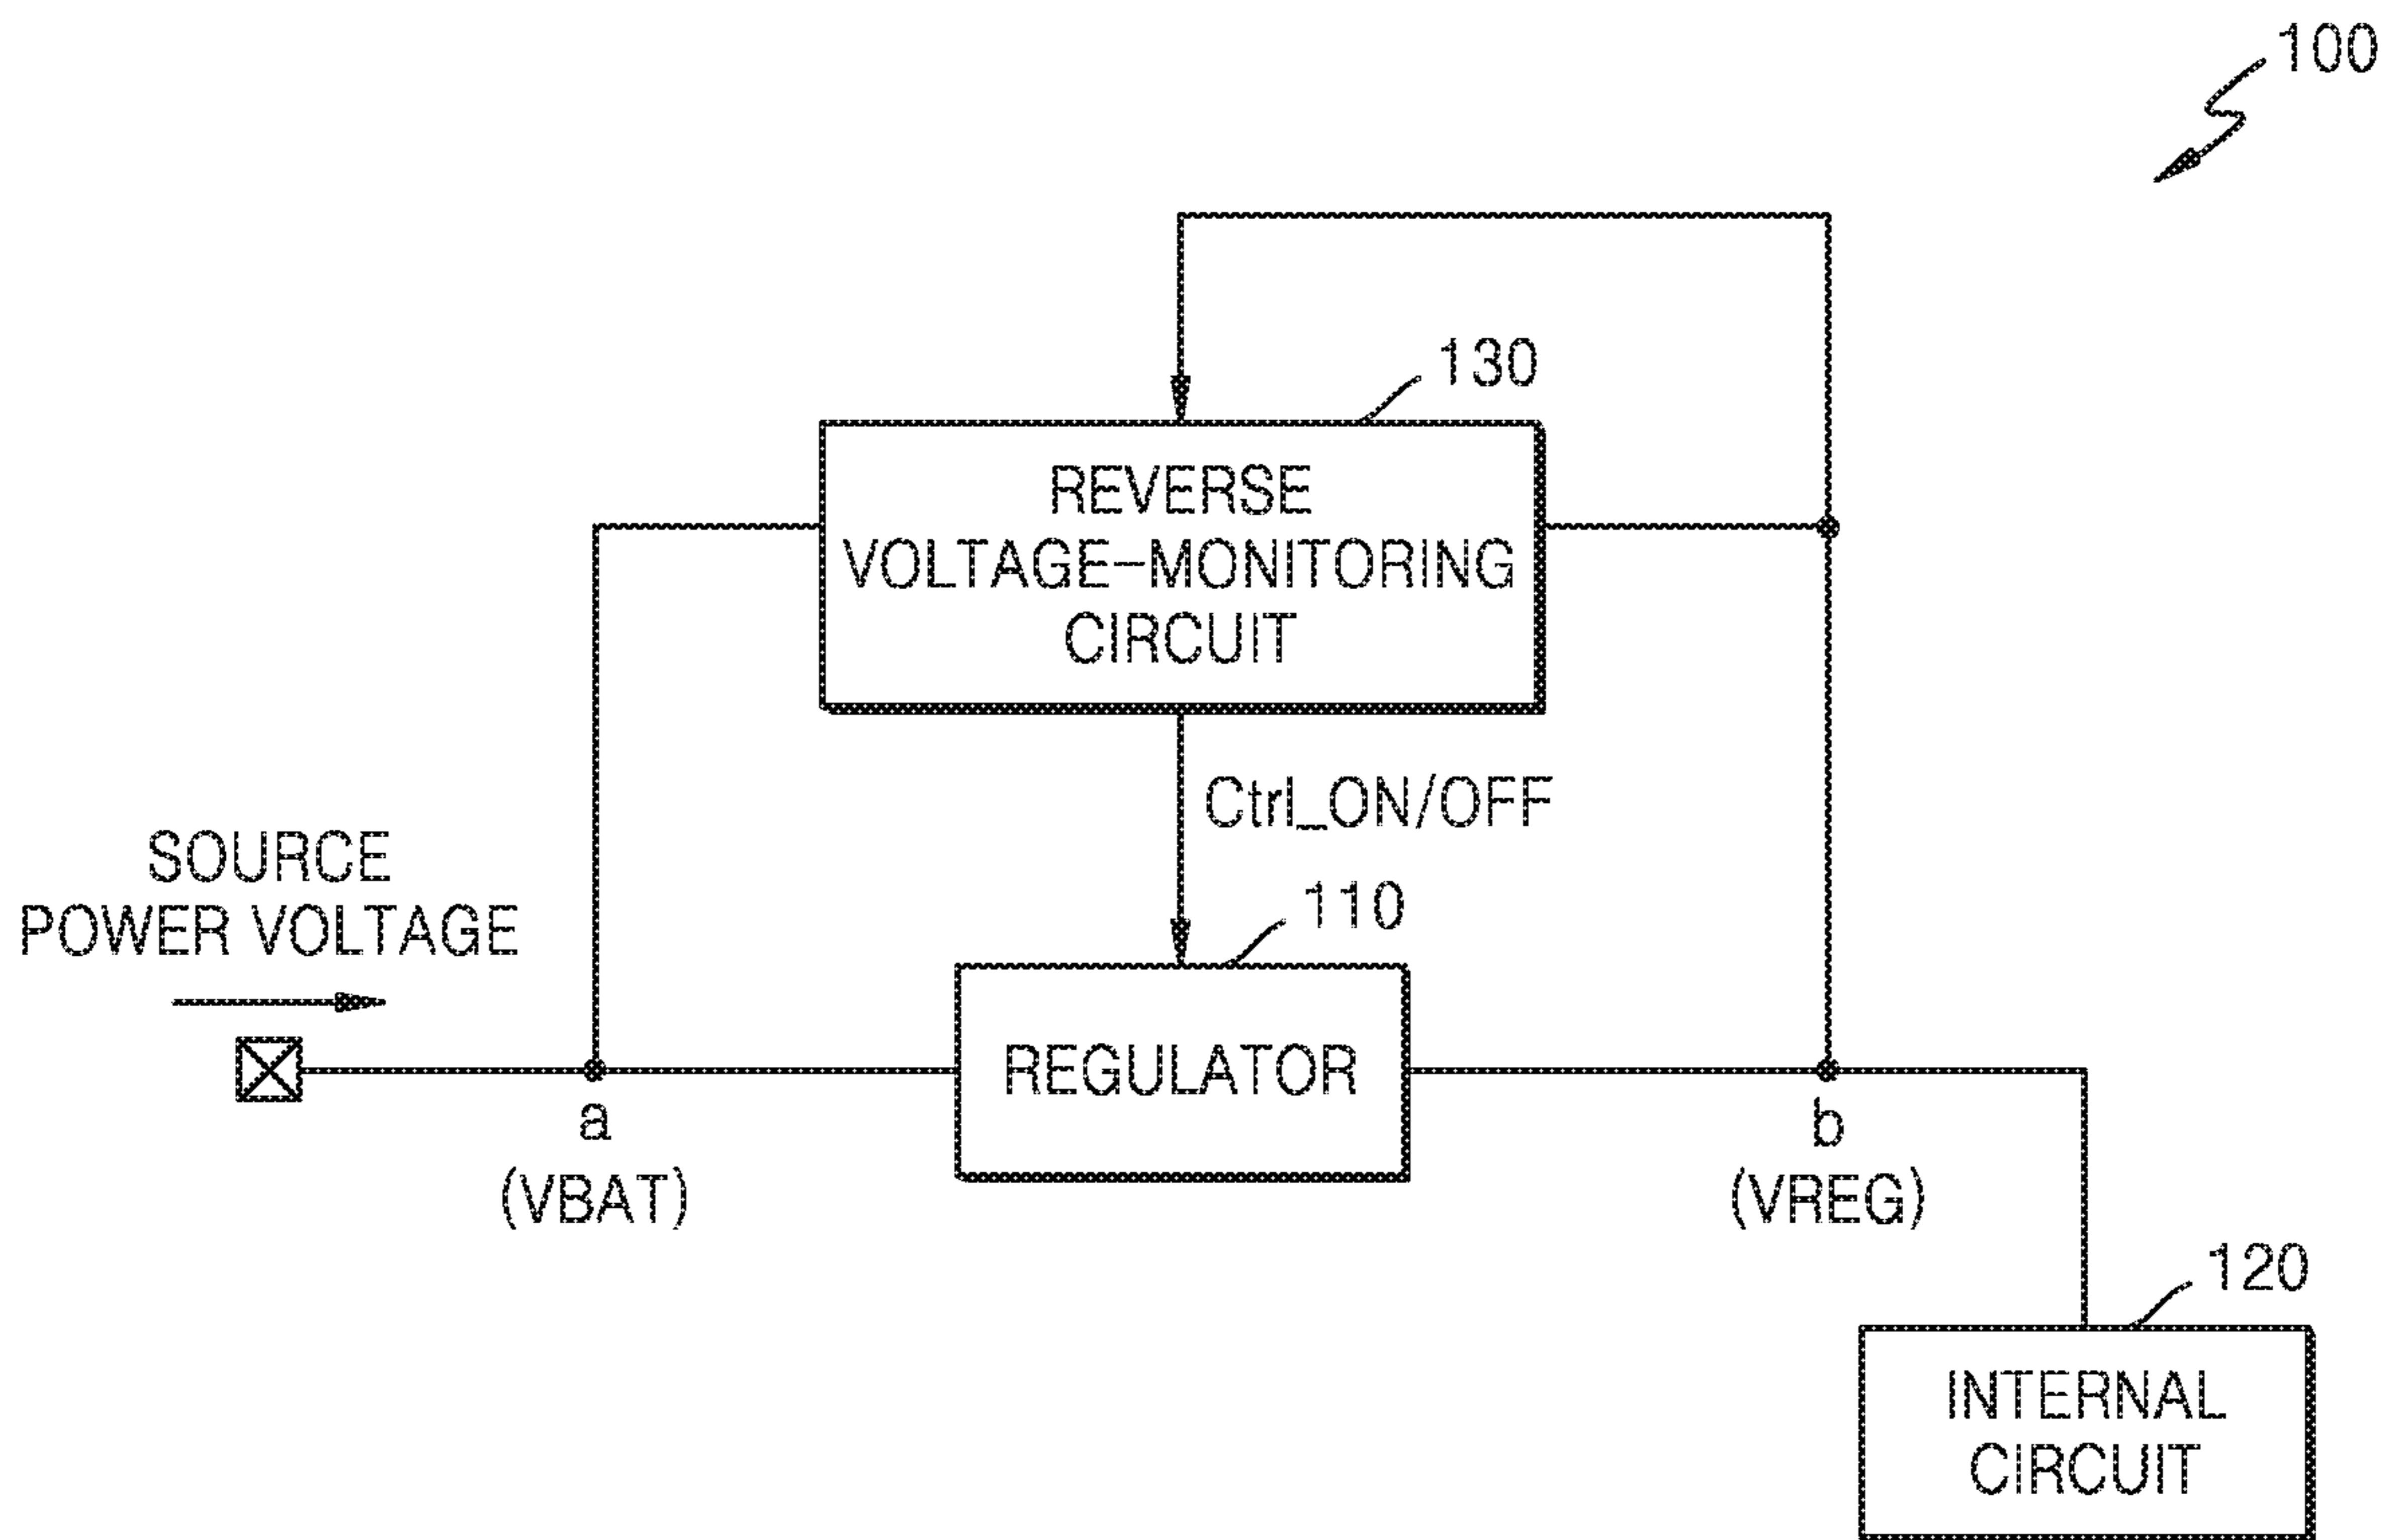 100
130
REVERSE
VOLTAGE-MONITORING
CIRCUIT
Ctrl_ON/OFF
SOURCE
POWER VOLTAGE
110
REGULATOR
a
(VBAT)
b
(VREG)
120
INTERNAL
CIRCUIT